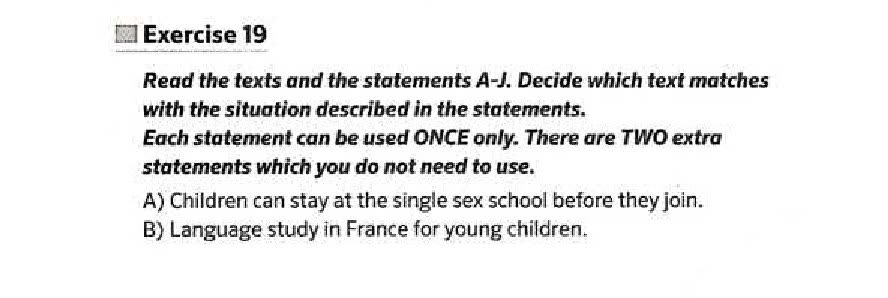 Exercise 19
Read the texts and the statements A-J. Decide which text matches
with the situation described in the statements.
Each statement can be used ONCE only. There are TWO extra
statements which you do not need to use.
A) Children can stay at the single sex school before they join.
B) Language study in France for young children.